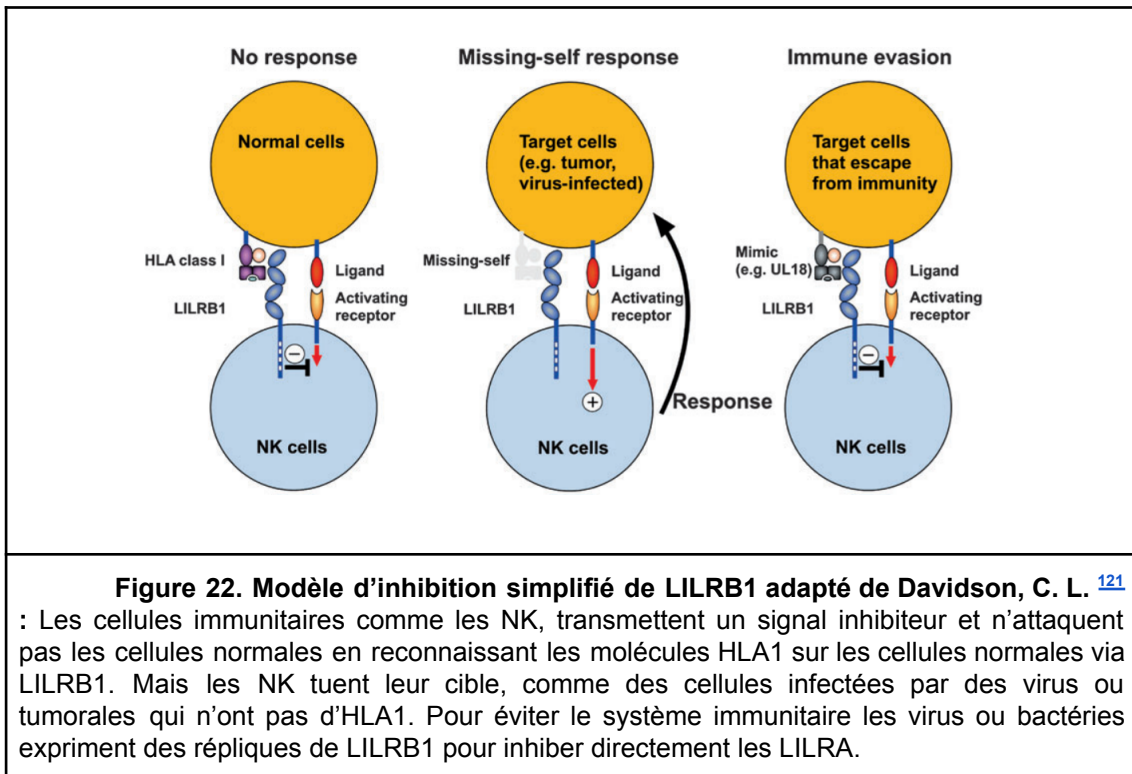 No response
Missing-self response
Immune evasion
Normal cells
Target cells
(e.g. tumor,
virus-infected)
Target cells
that escape
from immunity
HLA class I
Ligand
LILRB1
Activating
receptor
−
NK cells
Missing-self
Ligand
LILRB1
Activating
receptor
+
Response
NK cells
Mimic
(e.g. UL18)
Ligand
LILRB1
Activating
receptor
−
NK cells
Figure 22. Modèle d’inhibition simplifié de LILRB1 adapté de Davidson, C. L. 121
: Les cellules immunitaires comme les NK, transmettent un signal inhibiteur et n’attaquent
pas les cellules normales en reconnaissant les molécules HLA1 sur les cellules normales via
LILRB1. Mais les NK tuent leur cible, comme des cellules infectées par des virus ou
tumorales qui n’ont pas d’HLA1. Pour éviter le système immunitaire les virus ou bactéries
expriment des répliques de LILRB1 pour inhiber directement les LILRA.